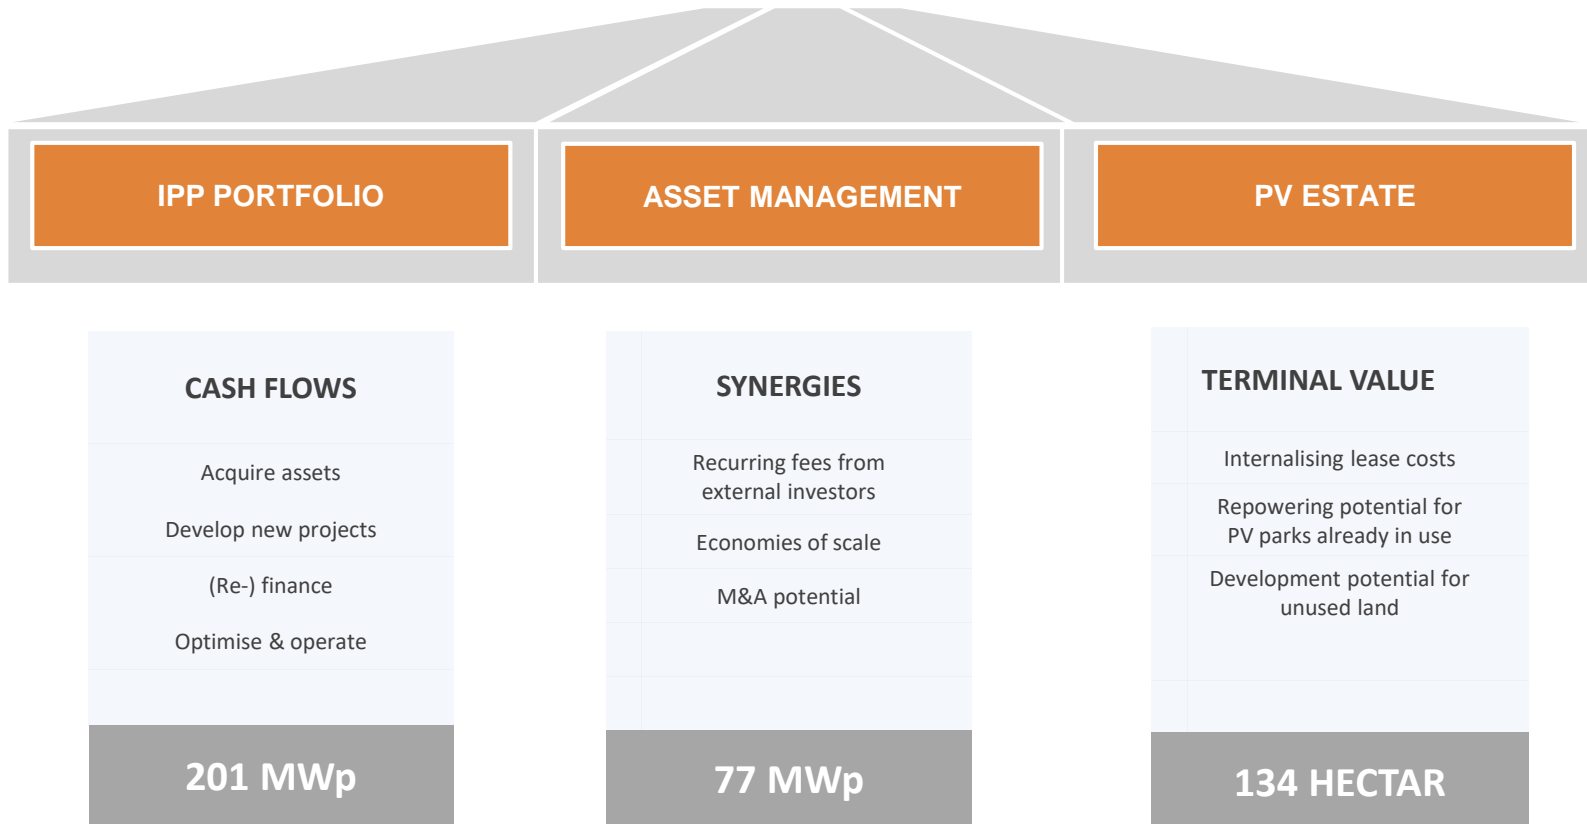 IPP PORTFOLIO
ASSET MANAGEMENT
PV ESTATE
CASH FLOWS
Acquire assets
Develop new projects
(Re-) finance
Optimise & operate
201 MWp
SYNERGIES
Recurring fees from
external investors
Economies of scale
M&A potential
77 MWp
TERMINAL VALUE
Internalising lease costs
Repowering potential for
PV parks already in use
Development potential for
unused land
134 HECTAR